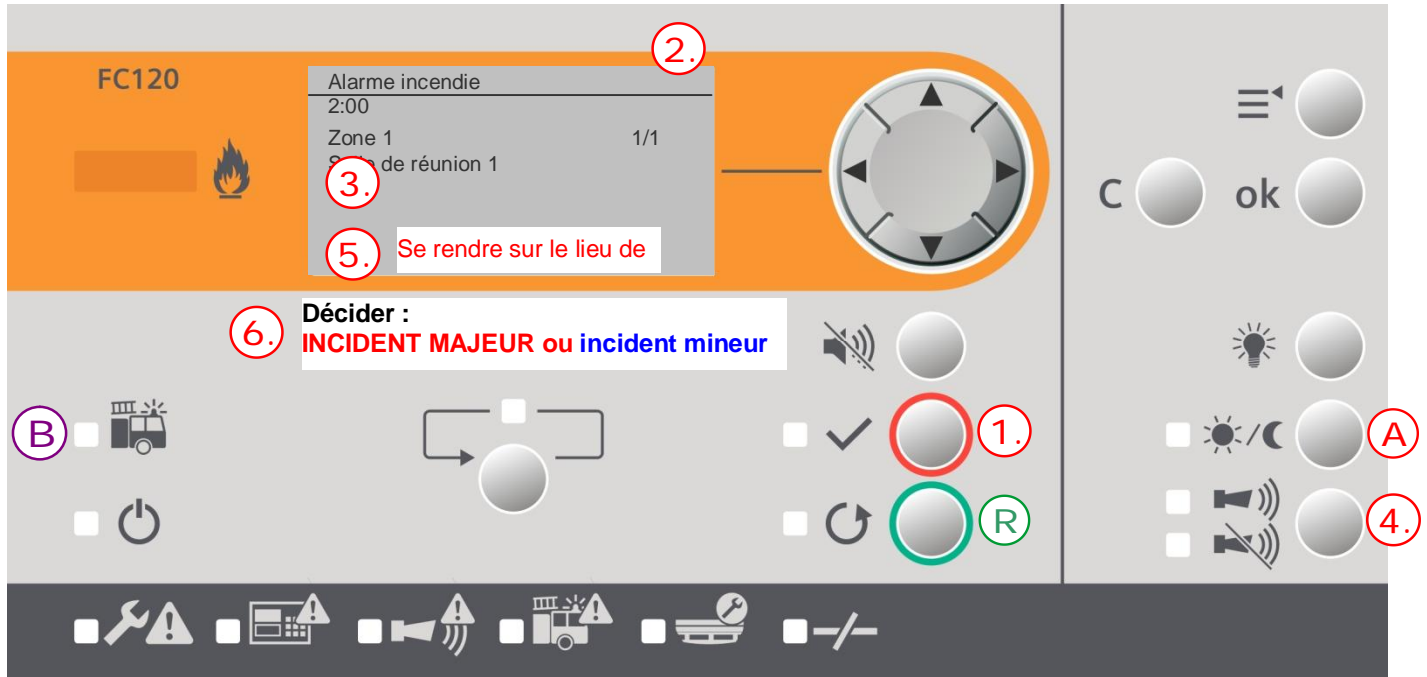 FC120
2.
Alarme incendie
2:00
Zone 1 1/1
de réunion 1
3.
C ok
5. Se rendre sur le lieu de
Décider :
6. INCIDENT MAJEUR ou incident mineur
B
1.
A
R
4.